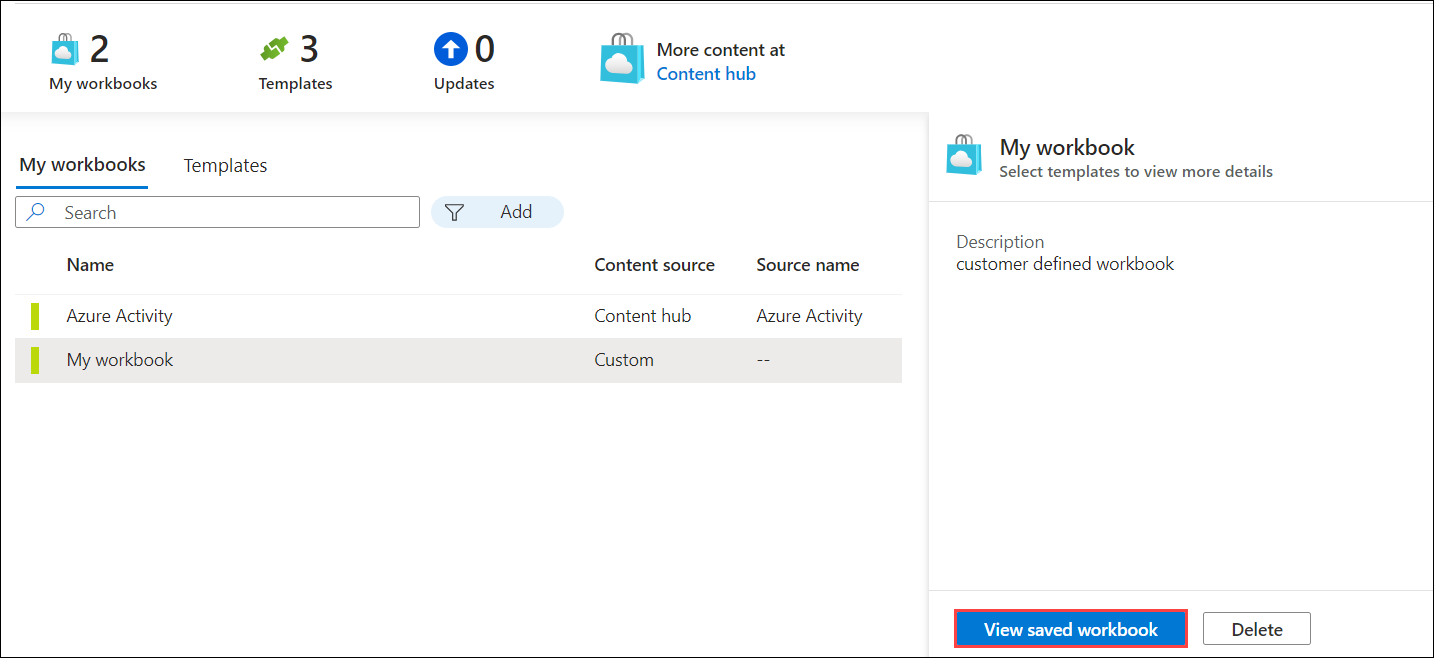 2
My workbooks
3
Templates
0
Updates
More content at
Content hub
My workbooks
Templates
Search
Add
Name Content source Source name
Azure Activity Content hub Azure Activity
My workbook Custom --
My workbook
Select templates to view more details
Description
customer defined workbook
View saved workbook
Delete